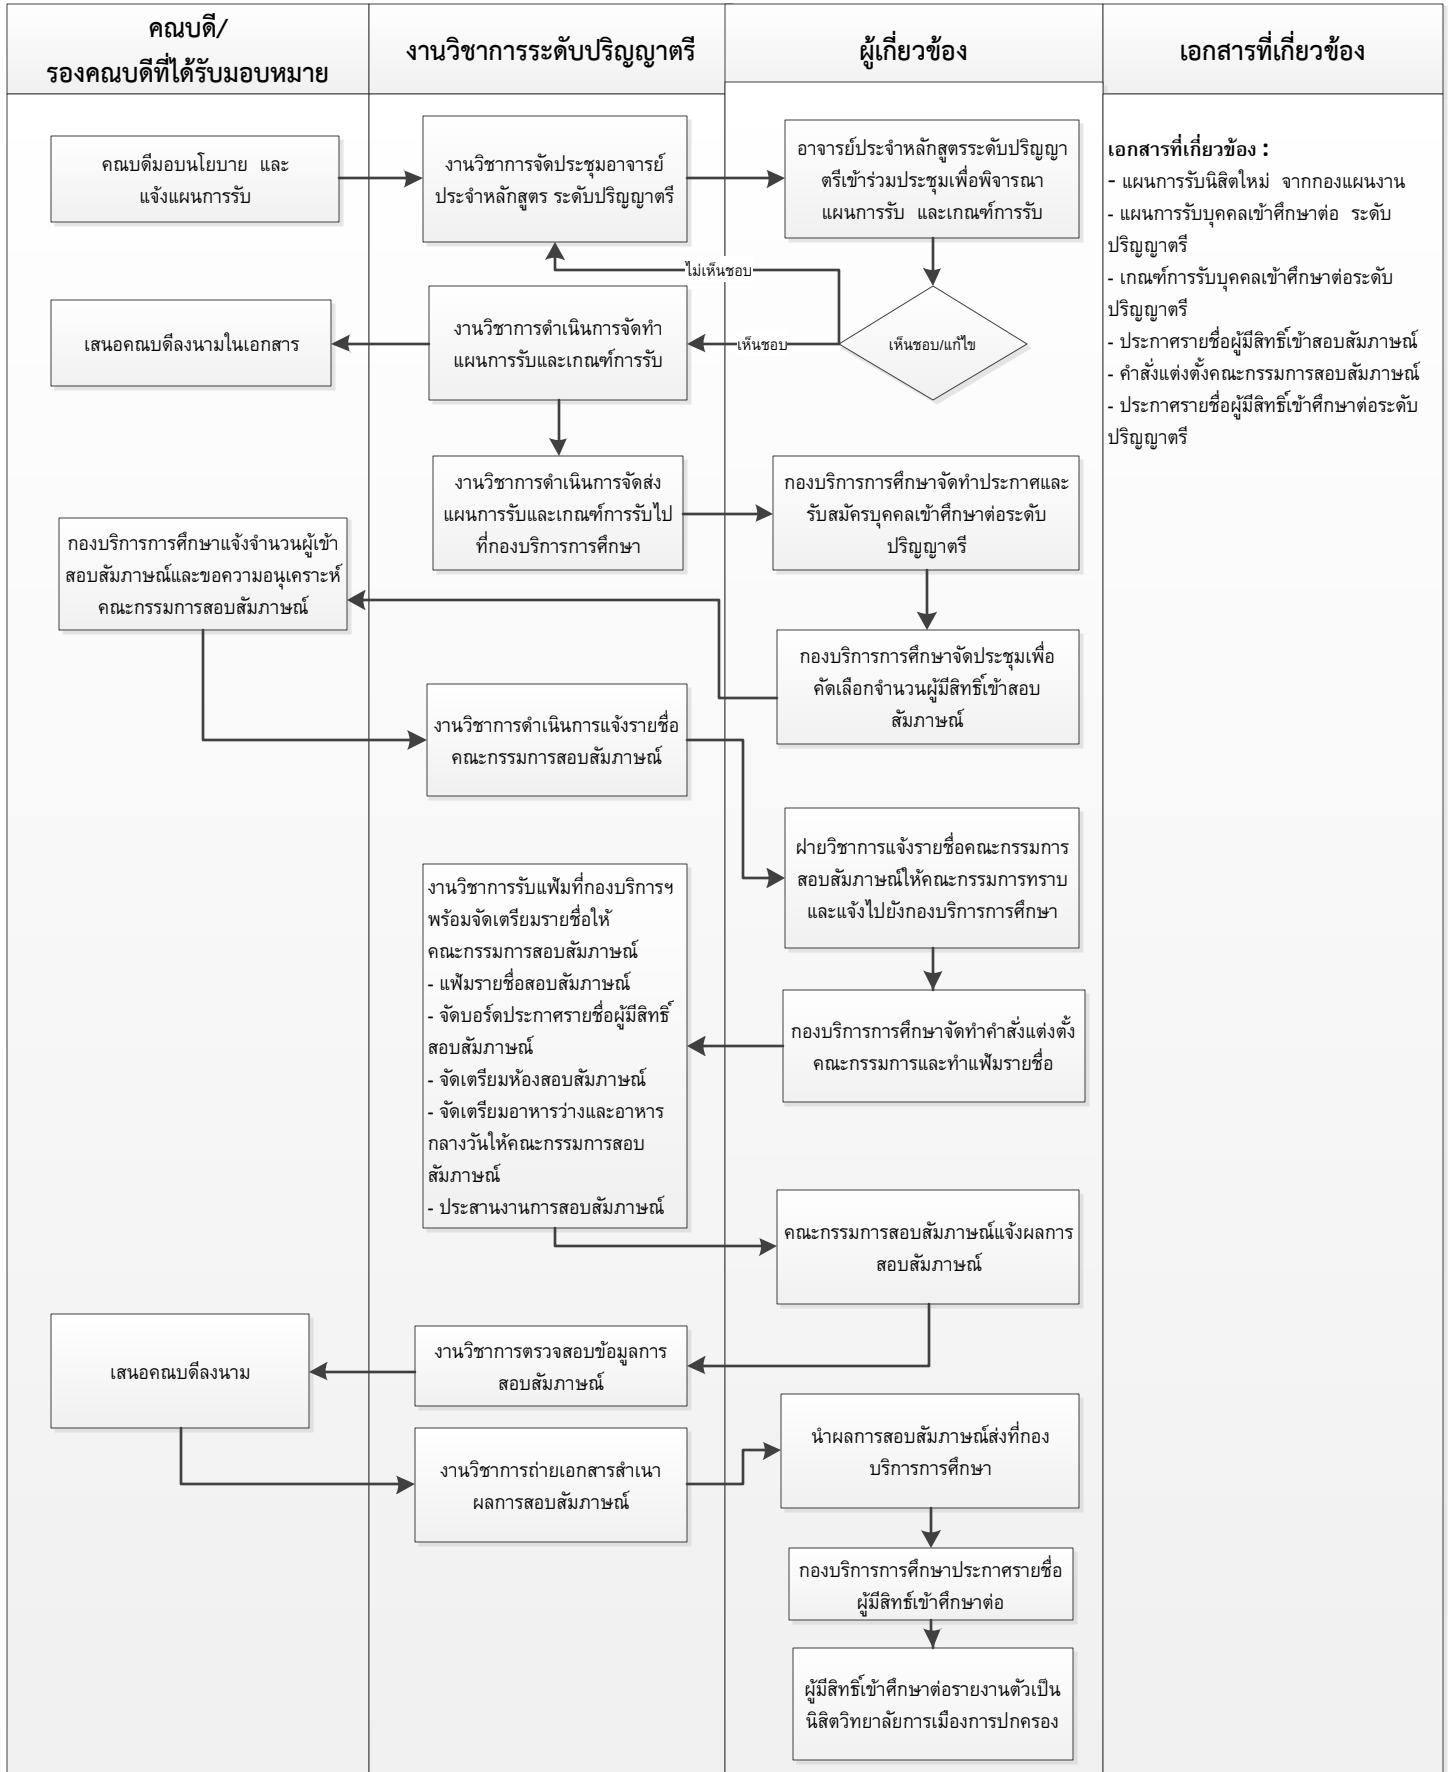 คณบดี/
รองคณบดีที่ได้รับมอบหมาย
งานวิชาการระดับปริญญาตรี
ผู้เกี่ยวข้อง
เอกสารที่เกี่ยวข้อง
คณบดีมอบนโยบาย และ
แจ้งแผนการรับ
งานวิชาการจัดประชุมอาจารย์
ประจำหลักสูตร ระดับปริญญาตรี
อาจารย์ประจำหลักสูตรระดับปริญญา
ตรีเข้าร่วมประชุมเพื่อพิจารณา
แผนการรับ และเกณฑ์การรับ
เอกสารที่เกี่ยวข้อง :
- แผนการรับนิสิตใหม่ จากกองแผนงาน
- แผนการรับบุคคลเข้าศึกษาต่อ ระดับ
ปริญญาตรี
- เกณฑ์การรับบุคคลเข้าศึกษาต่อระดับ
ปริญญาตรี
- ประกาศรายชื่อผู้มีสิทธิ์เข้าสอบสัมภาษณ์
- คำสั่งแต่งตั้งคณะกรรมการสอบสัมภาษณ์
- ประกาศรายชื่อผู้มีสิทธิ์เข้าศึกษาต่อระดับ
ปริญญาตรี
ไม่เห็นชอบ
เสนอคณบดีลงนามในเอกสาร
งานวิชาการดำเนินการจัดทำ
แผนการรับและเกณฑ์การรับ
เห็นชอบ
เห็นชอบ/แก้ไข
งานวิชาการดำเนินการจัดส่ง
แผนการรับและเกณฑ์การรับไป
ที่กองบริการการศึกษา
กองบริการการศึกษาจัดทำประกาศและ
รับสมัครบุคคลเข้าศึกษาต่อระดับ
ปริญญาตรี
กองบริการการศึกษาแจ้งจำนวนผู้เข้า
สอบสัมภาษณ์และขอความอนุเคราะห์
คณะกรรมการสอบสัมภาษณ์
กองบริการการศึกษาจัดประชุมเพื่อ
คัดเลือกจำนวนผู้มีสิทธิ์เข้าสอบ
สัมภาษณ์
งานวิชาการดำเนินการแจ้งรายชื่อ
คณะกรรมการสอบสัมภาษณ์
ฝ่ายวิชาการแจ้งรายชื่อคณะกรรมการ
สอบสัมภาษณ์ให้คณะกรรมการทราบ
และแจ้งไปยังกองบริการการศึกษา
งานวิชาการรับแฟ้มที่กองบริการฯ
พร้อมจัดเตรียมรายชื่อให้
คณะกรรมการสอบสัมภาษณ์
- แฟ้มรายชื่อสอบสัมภาษณ์
- จัดบอร์ดประกาศรายชื่อผู้มีสิทธิ์
สอบสัมภาษณ์
- จัดเตรียมห้องสอบสัมภาษณ์
- จัดเตรียมอาหารว่างและอาหาร
กลางวันให้คณะกรรมการสอบ
สัมภาษณ์
- ประสานงานการสอบสัมภาษณ์
กองบริการการศึกษาจัดทำคำสั่งแต่งตั้ง
คณะกรรมการและทำแฟ้มรายชื่อ
คณะกรรมการสอบสัมภาษณ์แจ้งผลการ
สอบสัมภาษณ์
เสนอคณบดีลงนาม
งานวิชาการตรวจสอบข้อมูลการ
สอบสัมภาษณ์
งานวิชาการถ่ายเอกสารสำเนา
ผลการสอบสัมภาษณ์
นำผลการสอบสัมภาษณ์ส่งที่กอง
บริการการศึกษา
กองบริการการศึกษาประกาศรายชื่อ
ผู้มีสิทธ์เข้าศึกษาต่อ
ผู้มีสิทธิ์เข้าศึกษาต่อรายงานตัวเป็น
นิสิตวิทยาลัยการเมืองการปกครอง